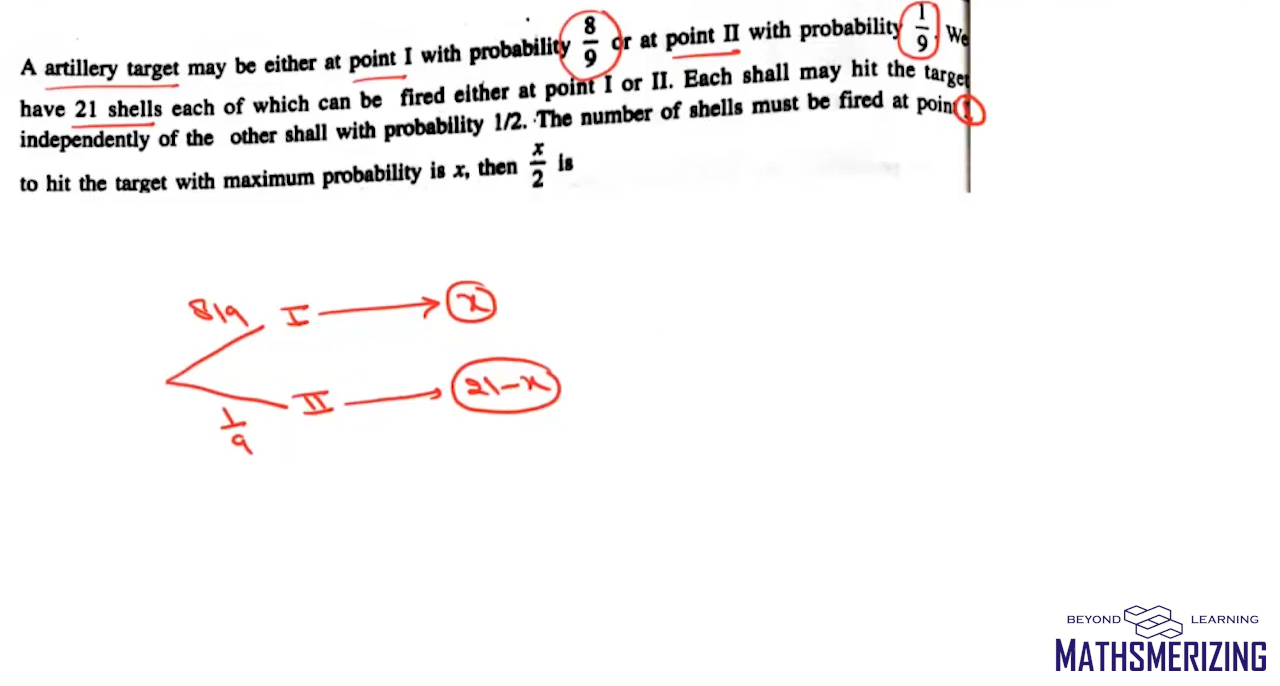 A artillery target may be either at point I with probability 8/9 or at point II with probability 1/9. We
have 21 shells each of which can be fired either at point I or II. Each shall may hit the target
independently of the other shall with probability 1/2. The number of shells must be fired at point I
to hit the target with maximum probability is x, then x/2 is
8/9 I x
1/9 II 21-x
BEYOND LEARNING
MATHSMERIZING